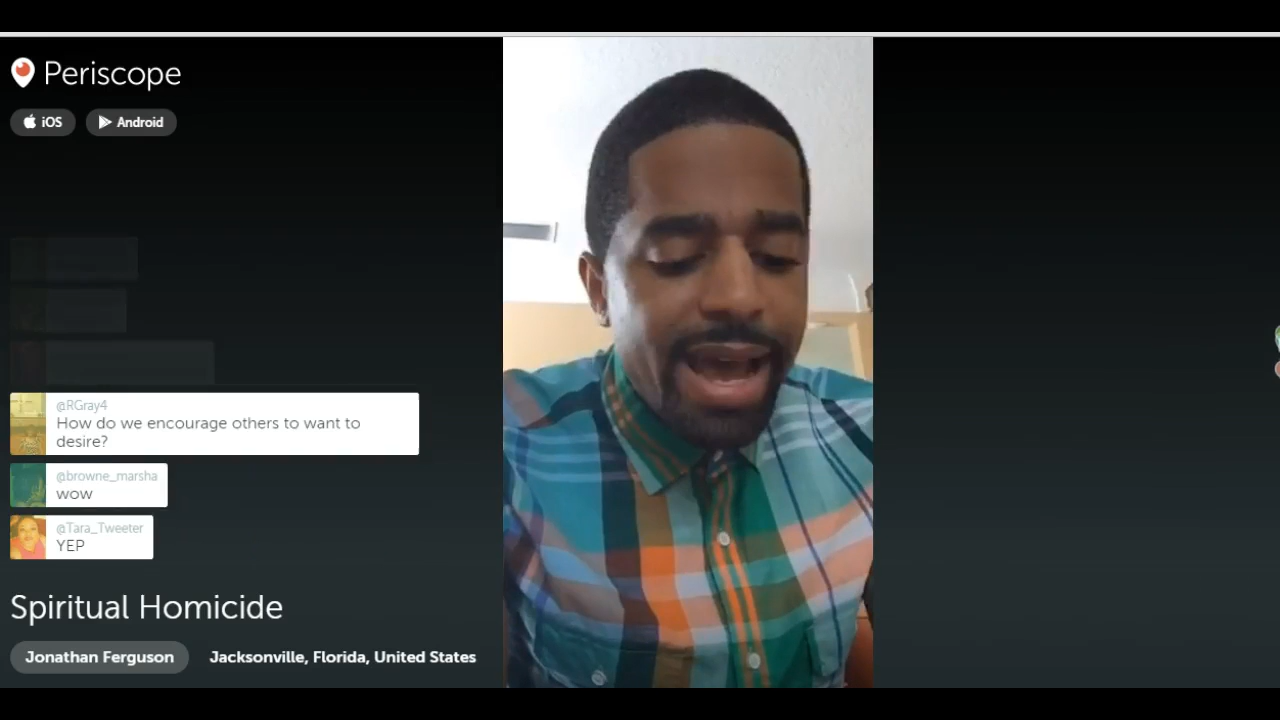 Periscope
iOS
Android
@RGray4
How do we encourage others to want to
desire?
@browne_marsha
wow
@Tara_Tweeter
YEP
Spiritual Homicide
Jonathan Ferguson
Jacksonville, Florida, United States